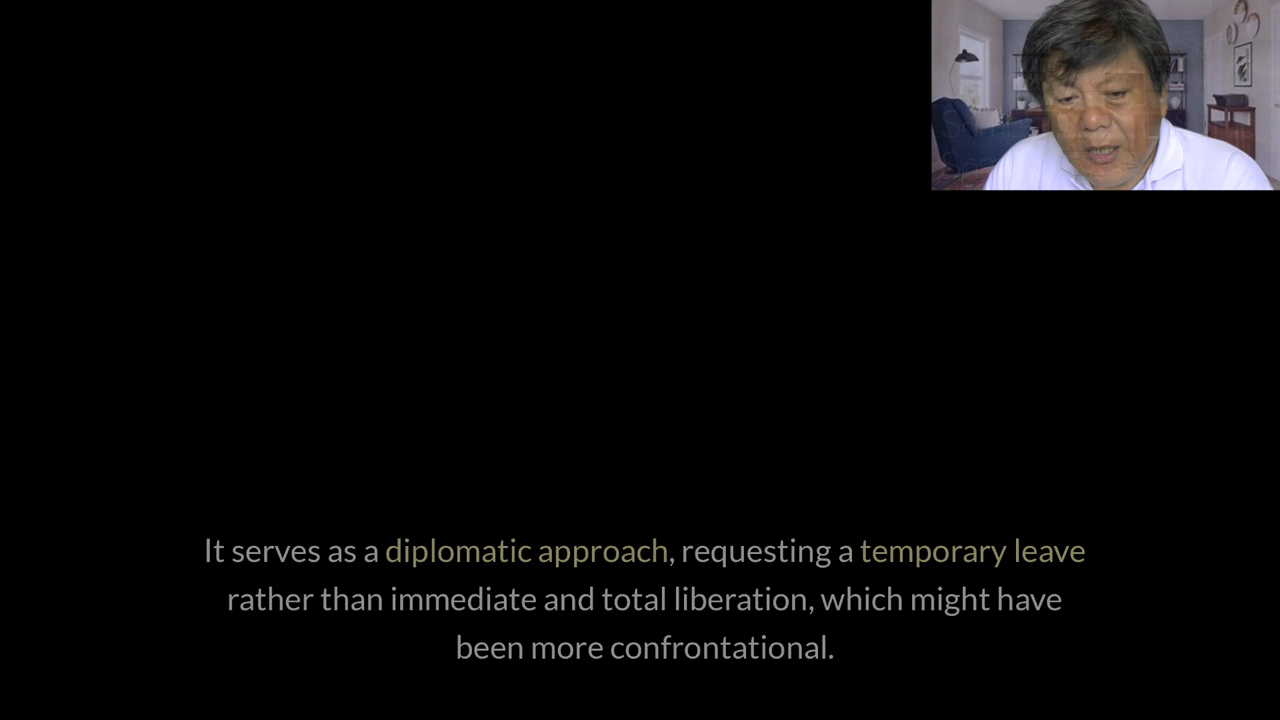 It serves as a diplomatic approach, requesting a temporary leave
rather than immediate and total liberation, which might have
been more confrontational.